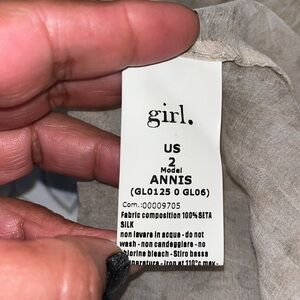 girl.
US
2
Model
ANNIS
(GL0125 0 GL06)
Com.:00009705
Fabric composition 100%SETA
SILK
non lavare in acqua - do not
wash - non candeggiare - no
chlorine bleach - Stiro bassa
temperature - iron at 110°c max-